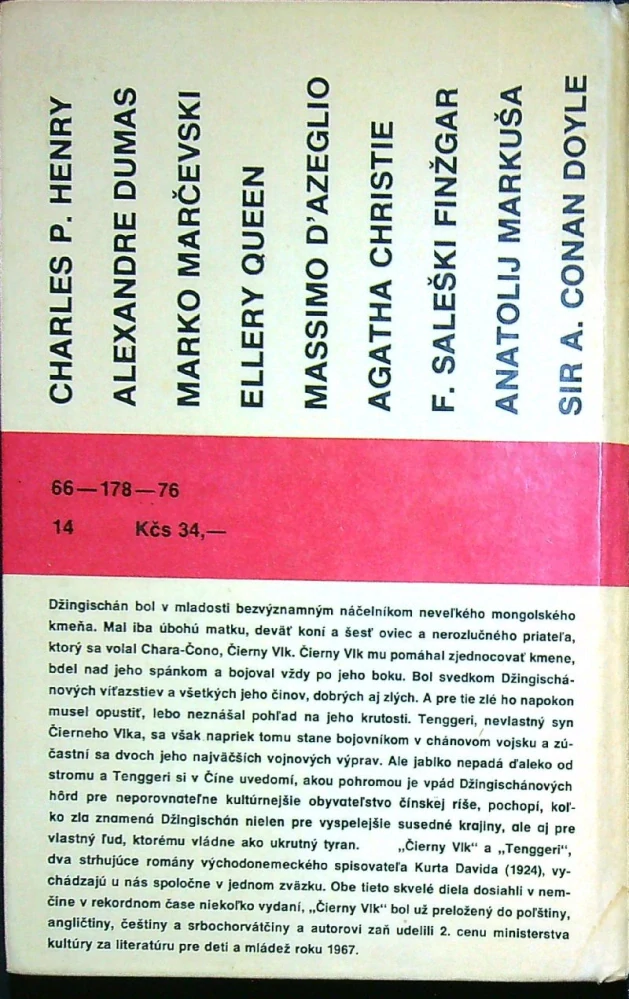 CHARLES P. HENRY
ALEXANDRE DUMAS
MARKO MARČEVSKI
ELLERY QUEEN
MASSIMO D'AZEGLIO
AGATHA CHRISTIE
F. SALEŠKI FINŽGAR
ANATOLIJ MARKUŠA
SIR A. CONAN DOYLE
66—178—76
14 Kčs 34,—
Džingischán bol v mladosti bezvýznamným náčelníkom neveľkého mongolského
kmeňa. Mal iba úbohú matku, deväť koní a šesť oviec a nerozlučného priateľa,
ktorý sa volal Chara-Čono, Čierny Vlk. Čierny Vlk mu pomáhal zjednocovať kmene,
bdel nad jeho spánkom a bojoval vždy po jeho boku. Bol svedkom Džingischá-
nových víťazstiev a všetkých jeho činov, dobrých aj zlých. A pre tie zlé ho napokon
musel opustiť, lebo neznášal pohľad na jeho krutosti. Tenggeri, nevlastný syn
Čierneho Vlka, sa však napriek tomu stane bojovníkom v chánovom vojsku a zú-
častní sa dvoch jeho najväčších vojnových výprav. Ale jablko nepadá ďaleko od
stromu a Tenggeri si v Číne uvedomí, akou pohromou je vpád Džingischánových
hôrd pre neporovnateľne kultúrnejšie obyvateľstvo čínskej ríše, pochopí, koľ-
ko zla znamená Džingischán nielen pre vyspelejšie susedné krajiny, ale aj pre
vlastný ľud, ktorému vládne ako ukrutný tyran. „Čierny Vlk" a „Tenggeri",
dva strhujúce romány východonemeckého spisovateľa Kurta Davida (1924), vy-
chádzajú u nás spoločne v jednom zväzku. Obe tieto skvelé diela dosiahli v nem-
čine v rekordnom čase niekoľko vydaní, „Čierny Vlk" bol už preložený do poľštiny,
angličtiny, češtiny a srbochorvátčiny a autorovi zaň udelili 2. cenu ministerstva
kultúry za literatúru pre deti a mládež roku 1967.